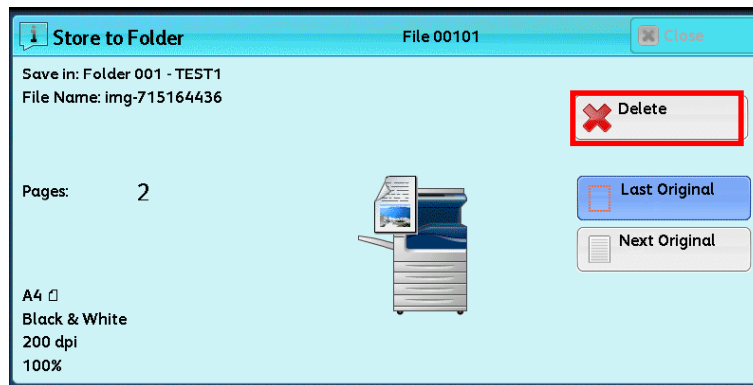 Store to Folder
File 00101
Close
Save in: Folder 001 - TEST1
File Name: img-715164436
Delete
Pages: 2
Last Original
Next Original
A4
Black & White
200 dpi
100%